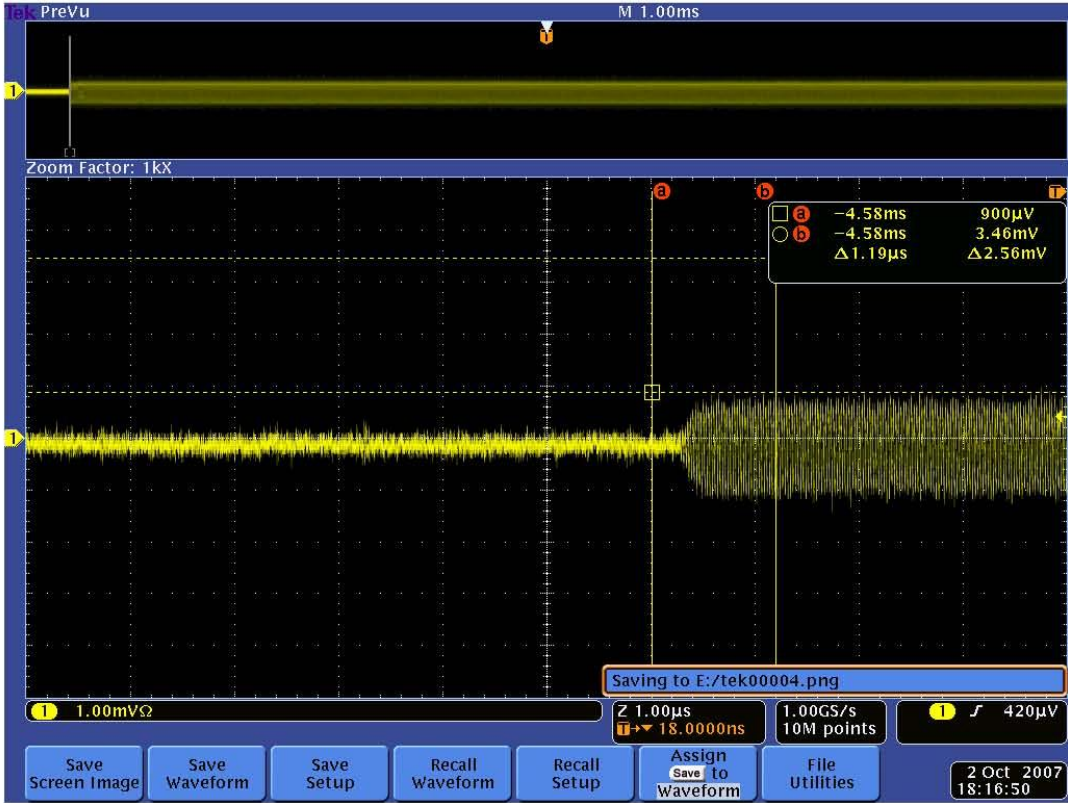 Tek PreVu
M 1.00ms
T
1
Zoom Factor: 1kX
a
b
T
a -4.58ms 900µV
b -4.58ms 3.46mV
Δ1.19µs Δ2.56mV
1
Saving to E:/tek00004.png
1 1.00mVΩ
Z 1.00µs
T→▼ 18.0000ns
1.00GS/s
10M points
1 420µV
Save
Screen Image
Save
Waveform
Save
Setup
Recall
Waveform
Recall
Setup
Assign
Save to
Waveform
File
Utilities
2 Oct 2007
18:16:50